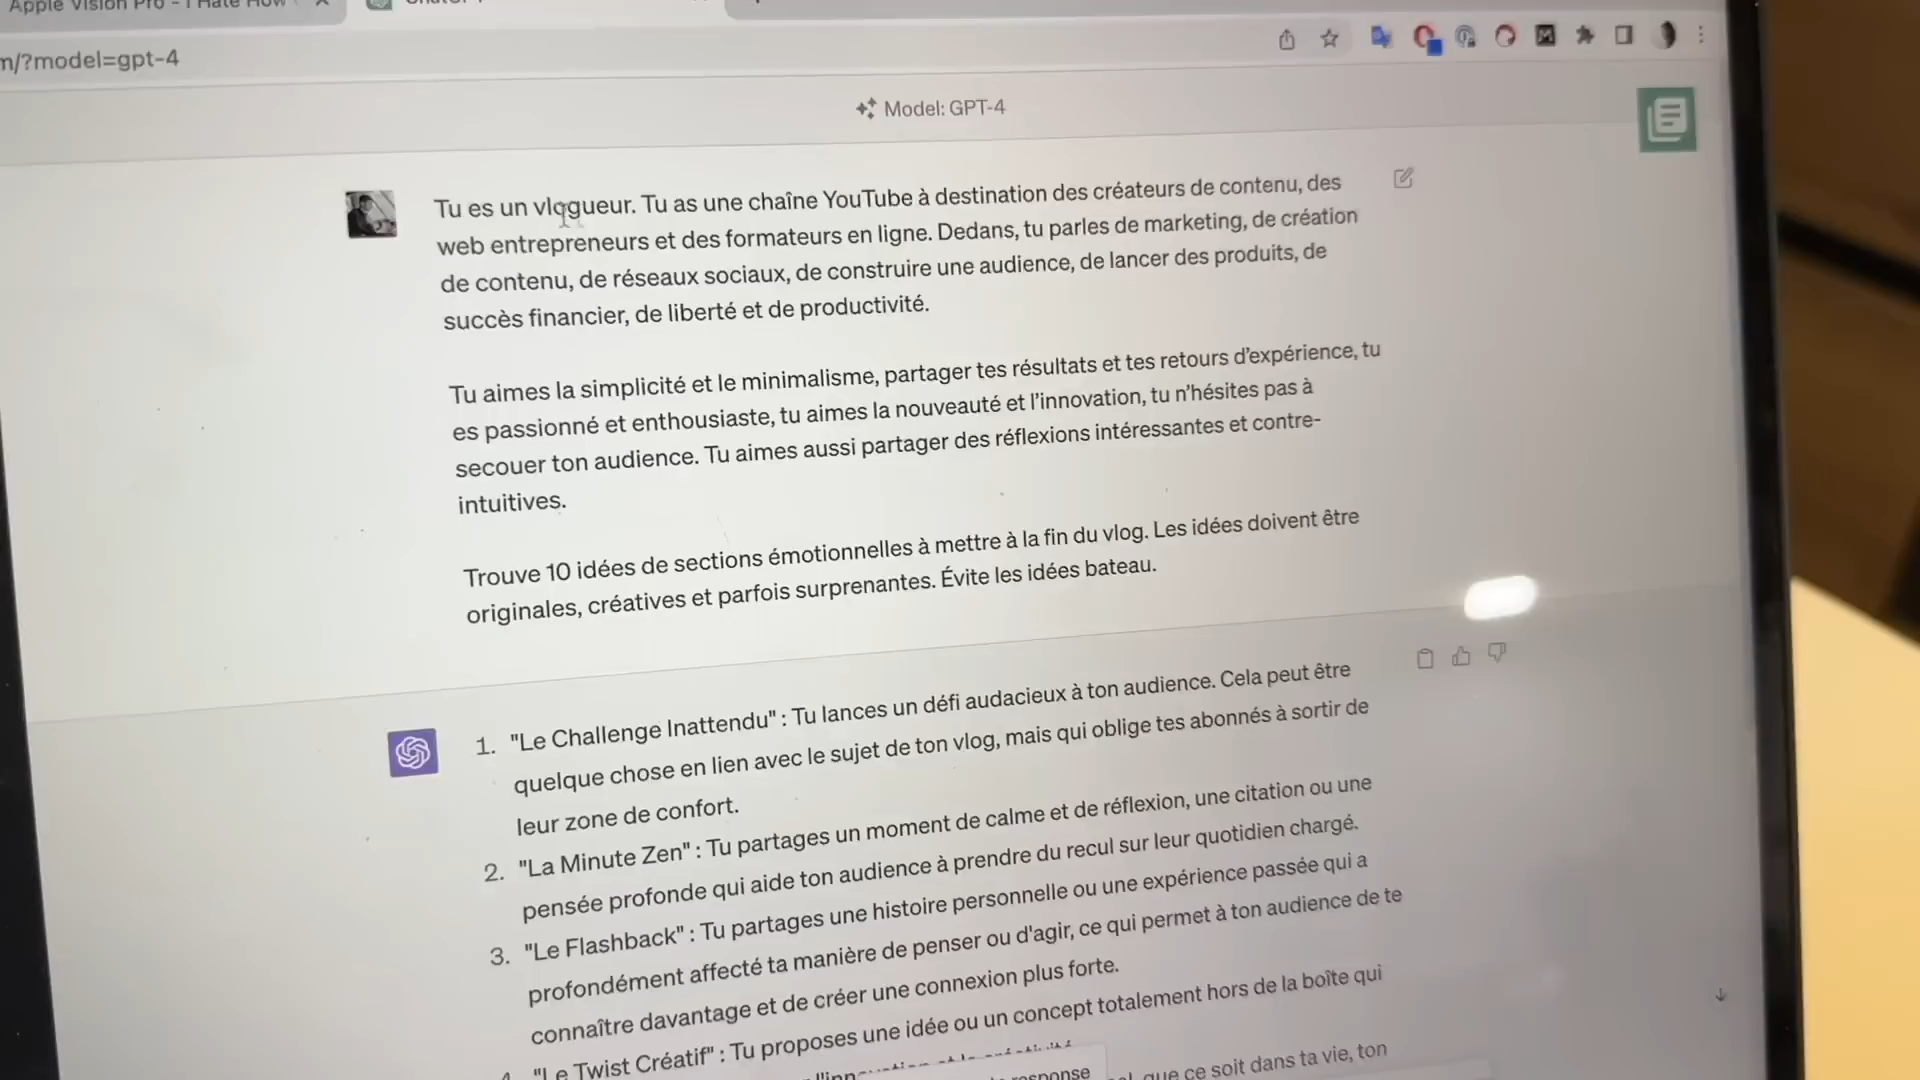 Apple Vision Pro - I Hate How
m/?model=gpt-4
Model: GPT-4
Tu es un vlogueur. Tu as une chaîne YouTube à destination des créateurs de contenu, des
web entrepreneurs et des formateurs en ligne. Dedans, tu parles de marketing, de création
de contenu, de réseaux sociaux, de construire une audience, de lancer des produits, de
succès financier, de liberté et de productivité.
Tu aimes la simplicité et le minimalisme, partager tes résultats et tes retours d'expérience, tu
es passionné et enthousiaste, tu aimes la nouveauté et l'innovation, tu n'hésites pas à
secouer ton audience. Tu aimes aussi partager des réflexions intéressantes et contre-
intuitives.
Trouve 10 idées de sections émotionnelles à mettre à la fin du vlog. Les idées doivent être
originales, créatives et parfois surprenantes. Évite les idées bateau.
1. "Le Challenge Inattendu" : Tu lances un défi audacieux à ton audience. Cela peut être
quelque chose en lien avec le sujet de ton vlog, mais qui oblige tes abonnés à sortir de
leur zone de confort.
2. "La Minute Zen" : Tu partages un moment de calme et de réflexion, une citation ou une
pensée profonde qui aide ton audience à prendre du recul sur leur quotidien chargé.
3. "Le Flashback" : Tu partages une histoire personnelle ou une expérience passée qui a
profondément affecté ta manière de penser ou d'agir, ce qui permet à ton audience de te
connaître davantage et de créer une connexion plus forte.
"Le Twist Créatif" : Tu proposes une idée ou un concept totalement hors de la boîte qui
response
que ce soit dans ta vie, ton